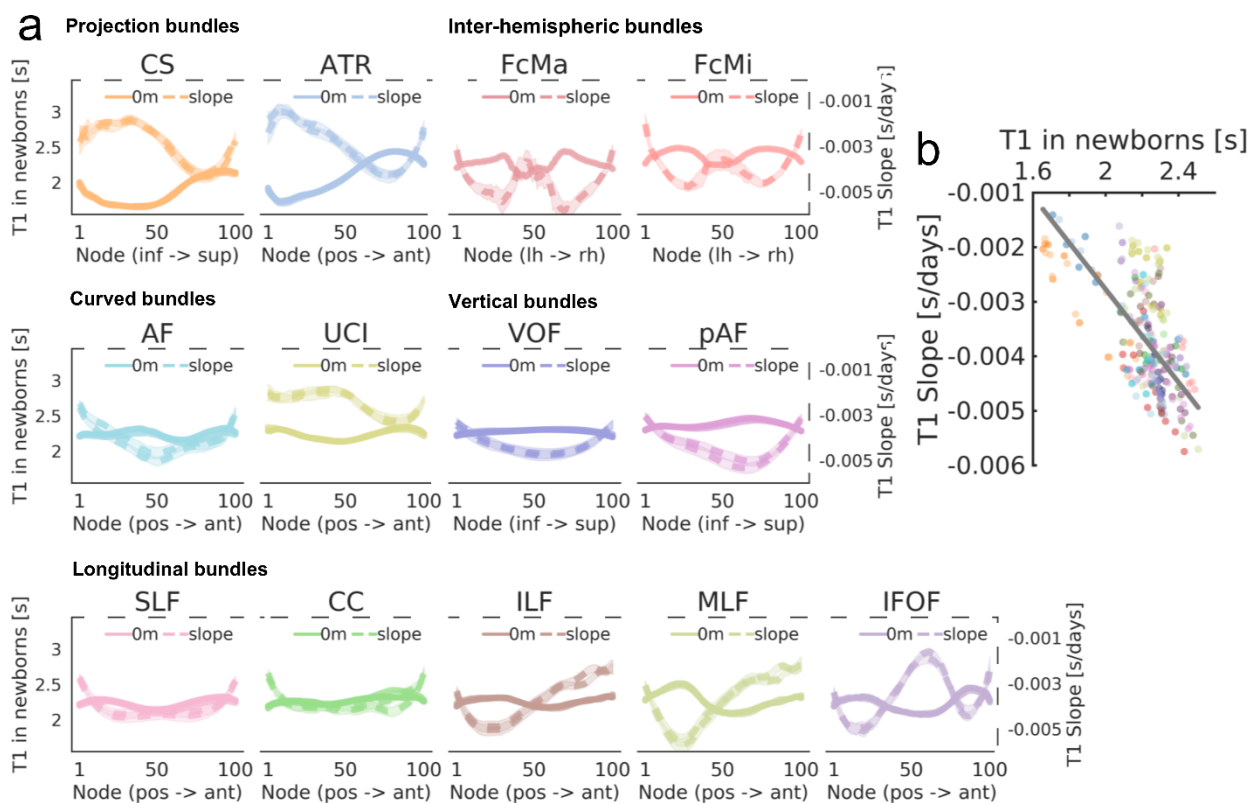 a
Projection bundles
Inter-hemispheric bundles
CS
ATR
FcMa
FcMi
T1 in newborns [s]
3
2.5
2
0m slope
0m slope
0m slope
0m slope
-0.001
-0.003
-0.005
T1 Slope [s/days]
1 50 100
1 50 100
1 50 100
1 50 100
Node (inf -> sup)
Node (pos -> ant)
Node (lh -> rh)
Node (lh -> rh)
Curved bundles
Vertical bundles
AF
UCI
VOF
pAF
T1 in newborns [s]
3
2.5
2
0m slope
0m slope
0m slope
0m slope
-0.001
-0.003
-0.005
T1 Slope [s/days]
1 50 100
1 50 100
1 50 100
1 50 100
Node (pos -> ant)
Node (pos -> ant)
Node (inf -> sup)
Node (inf -> sup)
Longitudinal bundles
SLF
CC
ILF
MLF
IFOF
T1 in newborns [s]
3
2.5
2
0m slope
0m slope
0m slope
0m slope
0m slope
-0.001
-0.003
-0.005
T1 Slope [s/days]
1 50 100
1 50 100
1 50 100
1 50 100
1 50 100
Node (pos -> ant)
Node (pos -> ant)
Node (pos -> ant)
Node (pos -> ant)
Node (pos -> ant)
b
T1 in newborns [s]
1.6 2 2.4
T1 Slope [s/days]
-0.001
-0.002
-0.003
-0.004
-0.005
-0.006